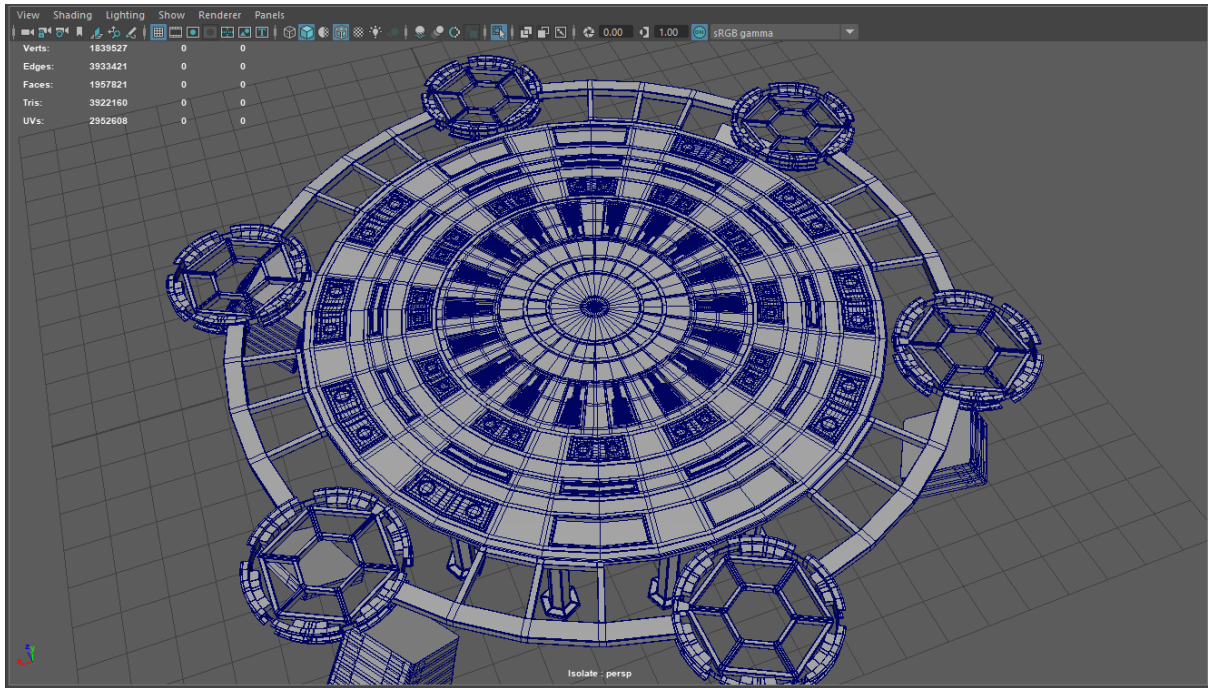 View Shading Lighting Show Renderer Panels
0.00 1.00 sRGB gamma
Verts: 1839527 0 0
Edges: 3933421 0 0
Faces: 1957821 0 0
Tris: 3922160 0 0
UVs: 2952608 0 0
Isolate : persp